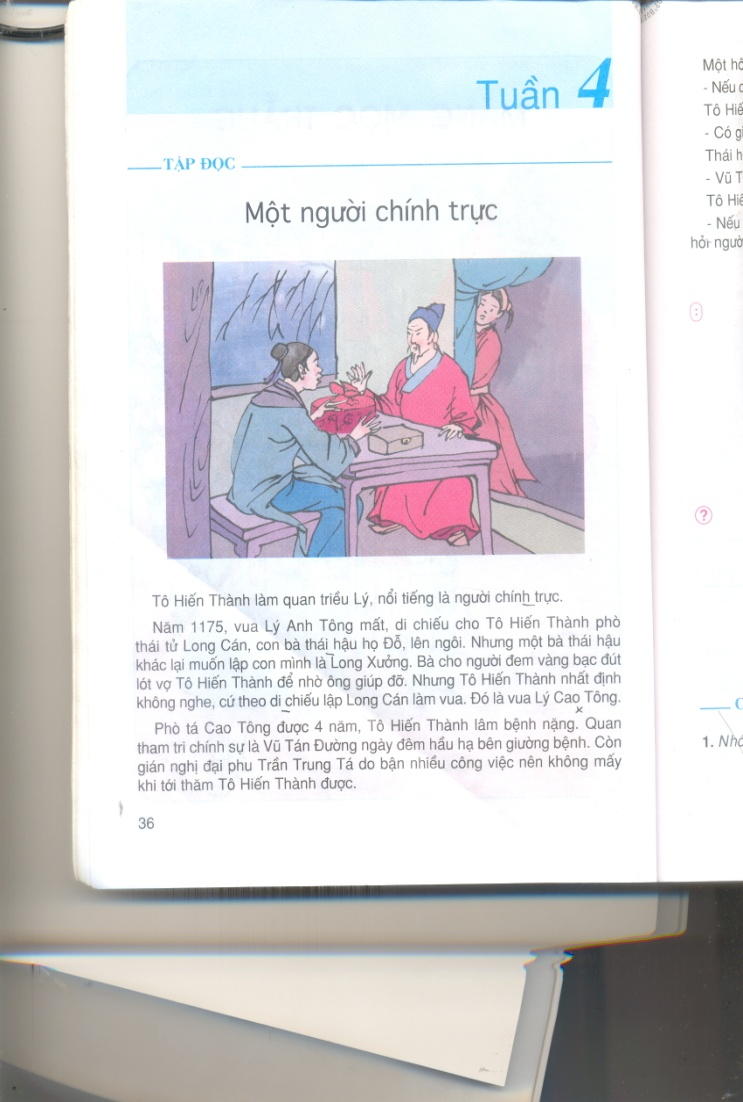 Tuần 4
TẬP ĐỌC
Một người chính trực
Tô Hiến Thành làm quan triều Lý, nổi tiếng là người chính trực.
Năm 1175, vua Lý Anh Tông mất, di chiếu cho Tô Hiến Thành phò
thái tử Long Cán, con bà thái hậu họ Đỗ, lên ngôi. Nhưng một bà thái hậu
khác lại muốn lập con mình là Long Xưởng. Bà cho người đem vàng bạc đút
lót vợ Tô Hiến Thành để nhờ ông giúp đỡ. Nhưng Tô Hiến Thành nhất định
không nghe, cứ theo di chiếu lập Long Cán làm vua. Đó là vua Lý Cao Tông.
Phò tá Cao Tông được 4 năm, Tô Hiến Thành lâm bệnh nặng. Quan
tham tri chính sự là Vũ Tán Đường ngày đêm hầu hạ bên giường bệnh. Còn
gián nghị đại phu Trần Trung Tá do bận nhiều công việc nên không mấy
khi tới thăm Tô Hiến Thành được.
36
Một
- Nếu
Tô
- Có
Thái
- Vũ
Tô
- Nếu
hỏi
?
1.